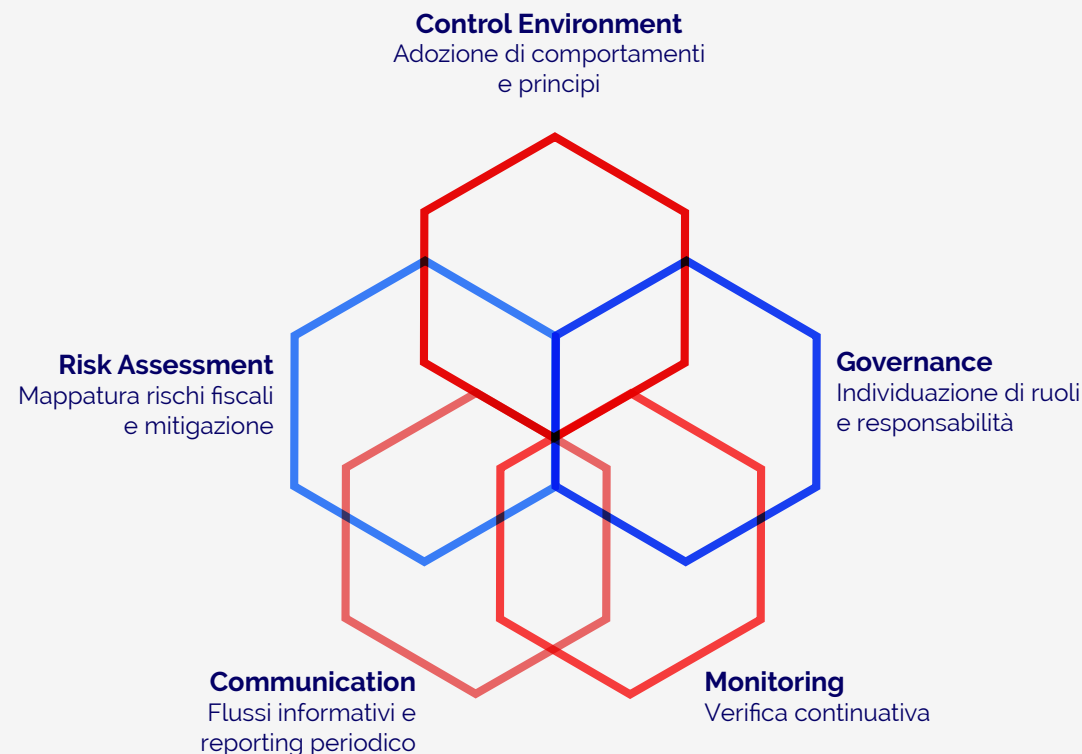 Control Environment
Adozione di comportamenti
e principi
Risk Assessment
Mappatura rischi fiscali
e mitigazione
Governance
Individuazione di ruoli
e responsabilità
Communication
Flussi informativi e
reporting periodico
Monitoring
Verifica continuativa